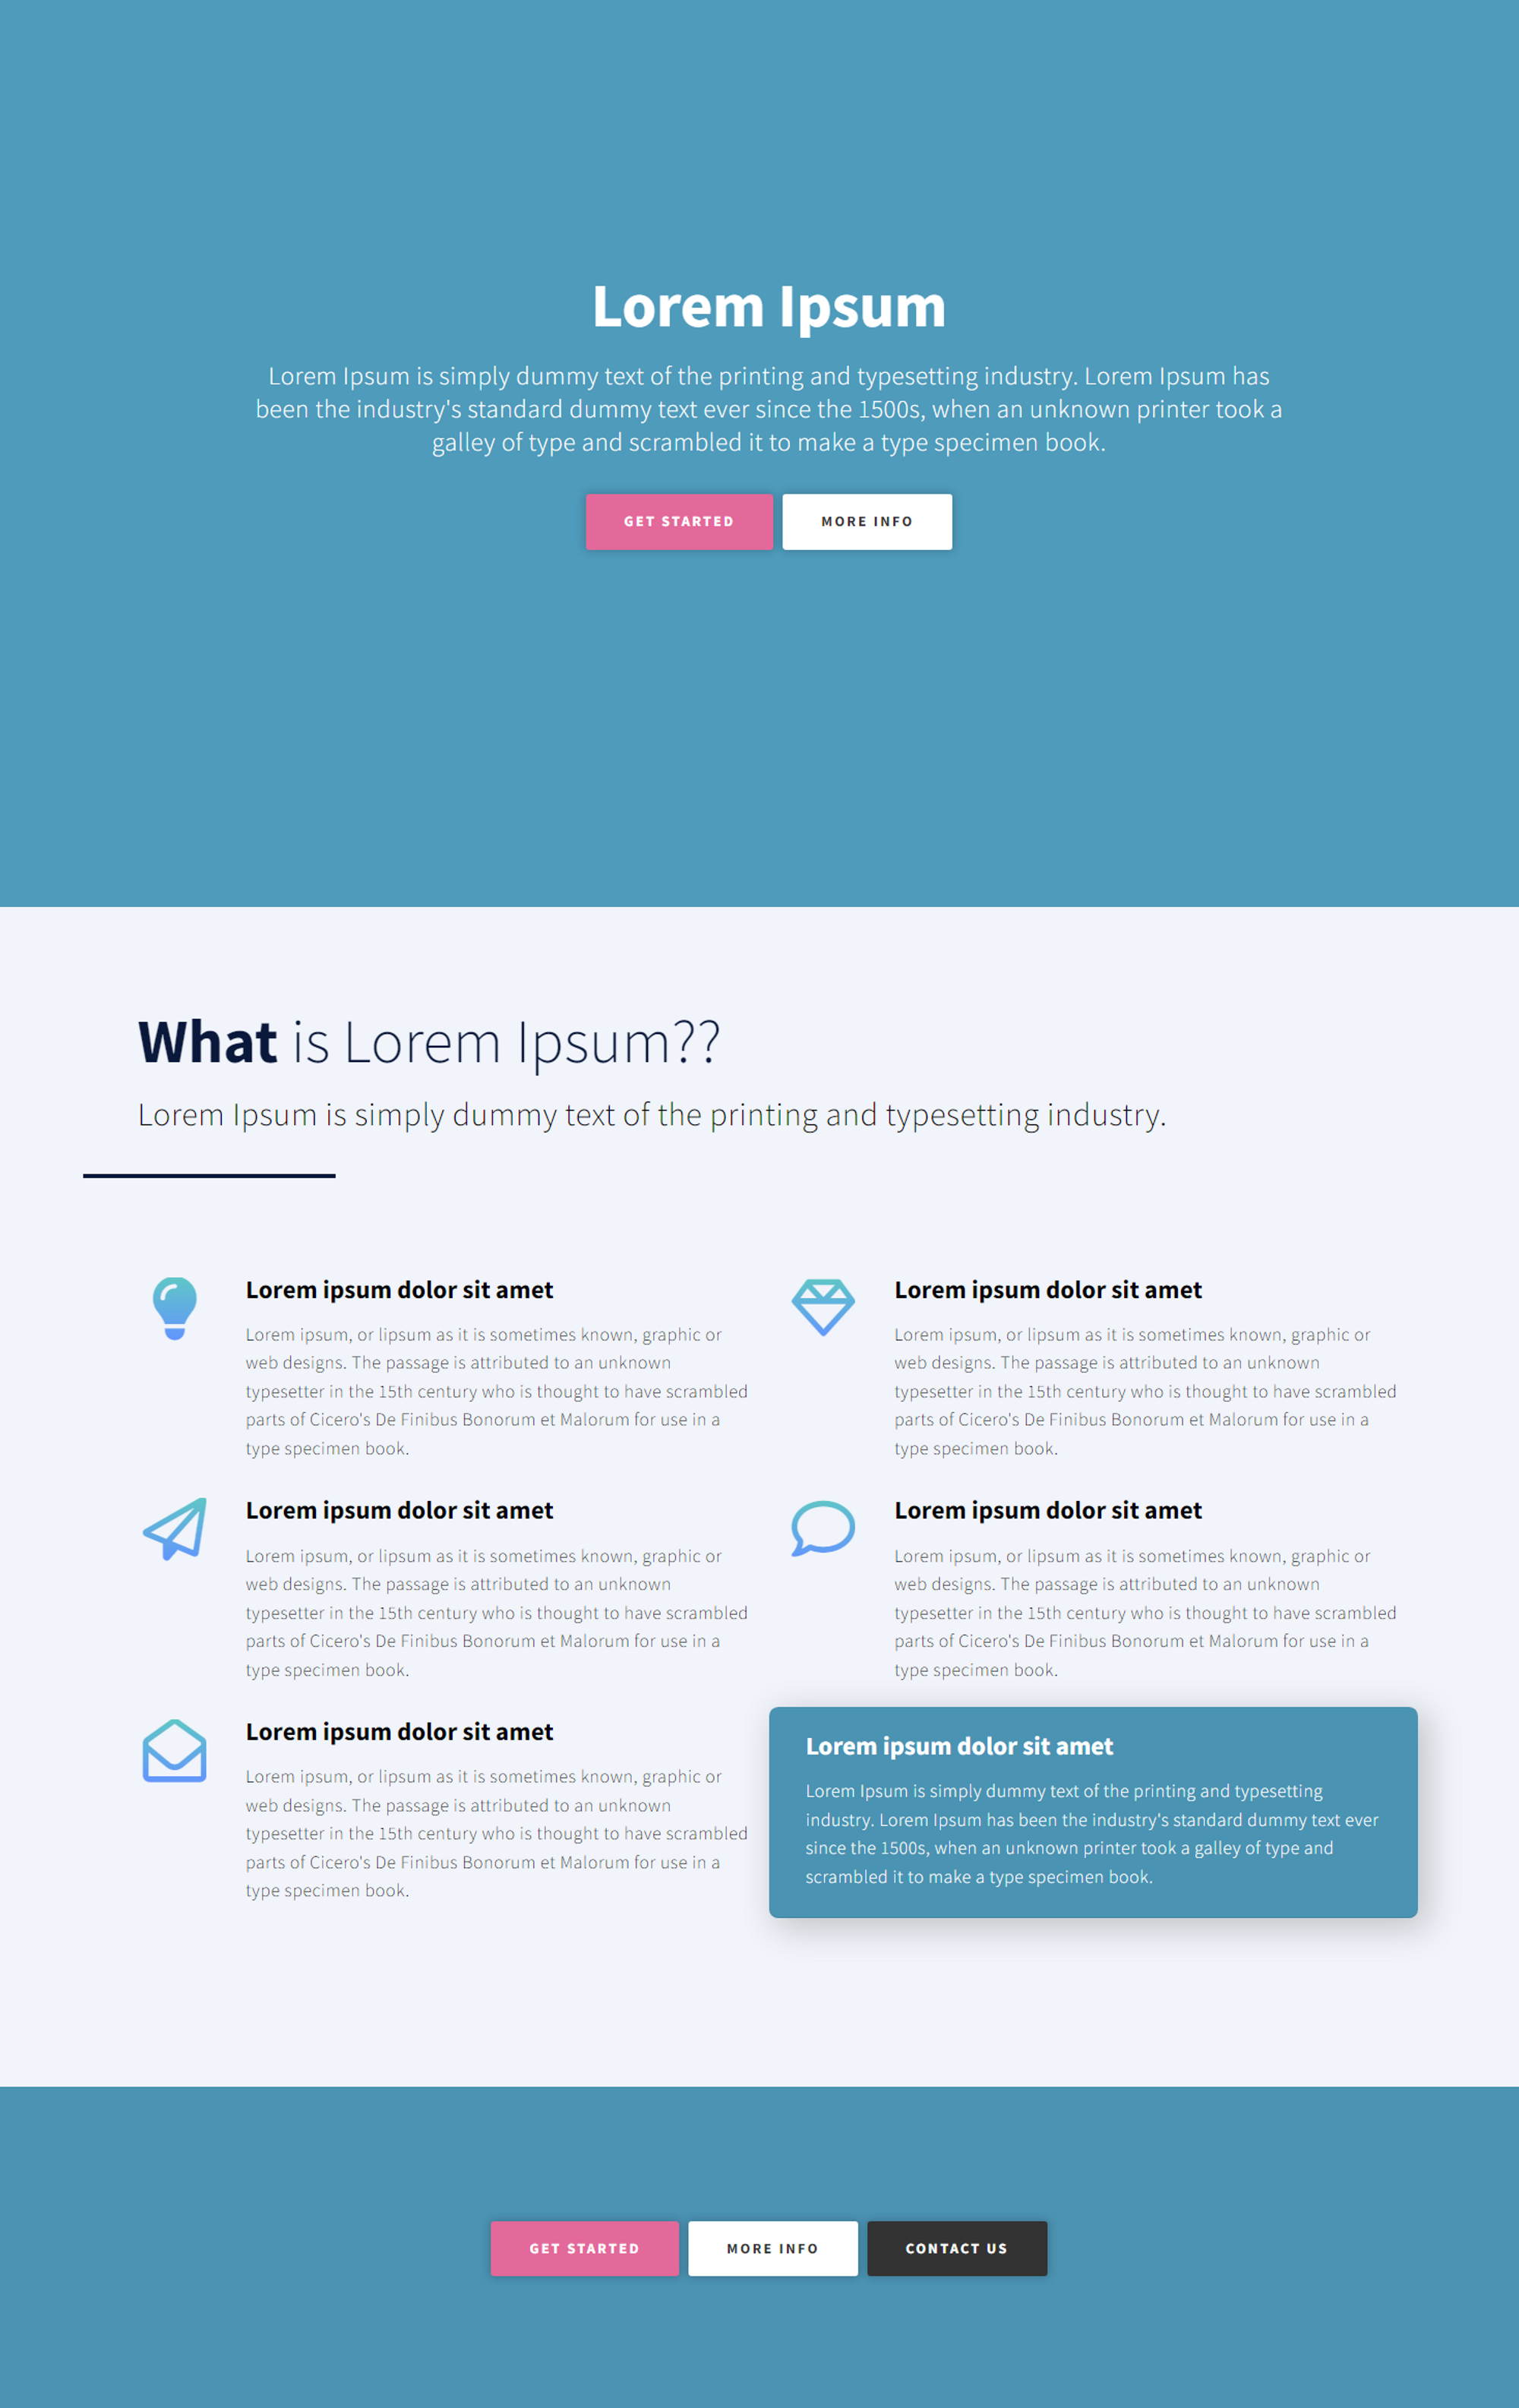 Lorem Ipsum
Lorem Ipsum is simply dummy text of the printing and typesetting industry. Lorem Ipsum has
been the industry's standard dummy text ever since the 1500s, when an unknown printer took a
galley of type and scrambled it to make a type specimen book.
GET STARTED
MORE INFO
What is Lorem Ipsum??
Lorem Ipsum is simply dummy text of the printing and typesetting industry.
Lorem ipsum dolor sit amet
Lorem ipsum, or lipsum as it is sometimes known, graphic or
web designs. The passage is attributed to an unknown
typesetter in the 15th century who is thought to have scrambled
parts of Cicero's De Finibus Bonorum et Malorum for use in a
type specimen book.
Lorem ipsum dolor sit amet
Lorem ipsum, or lipsum as it is sometimes known, graphic or
web designs. The passage is attributed to an unknown
typesetter in the 15th century who is thought to have scrambled
parts of Cicero's De Finibus Bonorum et Malorum for use in a
type specimen book.
Lorem ipsum dolor sit amet
Lorem ipsum, or lipsum as it is sometimes known, graphic or
web designs. The passage is attributed to an unknown
typesetter in the 15th century who is thought to have scrambled
parts of Cicero's De Finibus Bonorum et Malorum for use in a
type specimen book.
Lorem ipsum dolor sit amet
Lorem ipsum, or lipsum as it is sometimes known, graphic or
web designs. The passage is attributed to an unknown
typesetter in the 15th century who is thought to have scrambled
parts of Cicero's De Finibus Bonorum et Malorum for use in a
type specimen book.
Lorem ipsum dolor sit amet
Lorem ipsum, or lipsum as it is sometimes known, graphic or
web designs. The passage is attributed to an unknown
typesetter in the 15th century who is thought to have scrambled
parts of Cicero's De Finibus Bonorum et Malorum for use in a
type specimen book.
Lorem ipsum dolor sit amet
Lorem Ipsum is simply dummy text of the printing and typesetting
industry. Lorem Ipsum has been the industry's standard dummy text ever
since the 1500s, when an unknown printer took a galley of type and
scrambled it to make a type specimen book.
GET STARTED
MORE INFO
CONTACT US